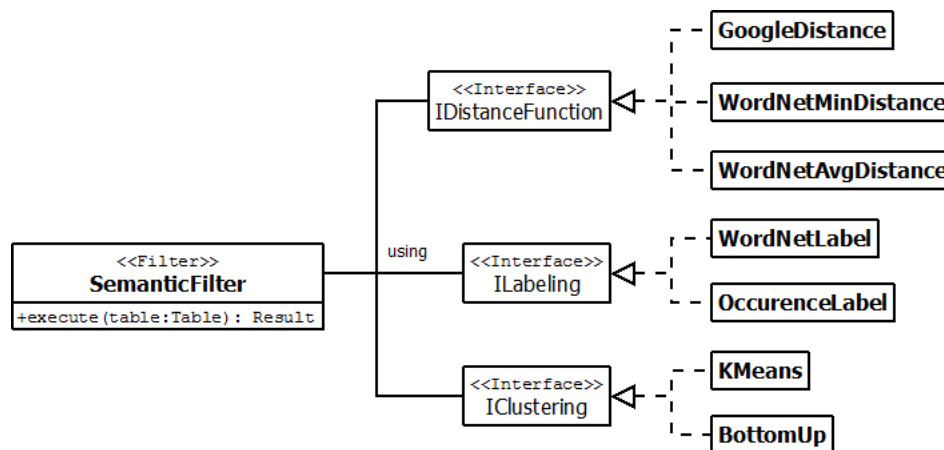 GoogleDistance
<<Interface>>
IDistanceFunction
WordNetMinDistance
WordNetAvgDistance
using
<<Filter>>
SemanticFilter
+execute(table:Table): Result
<<Interface>>
ILabeling
WordNetLabel
OccurenceLabel
<<Interface>>
IClustering
KMeans
BottomUp